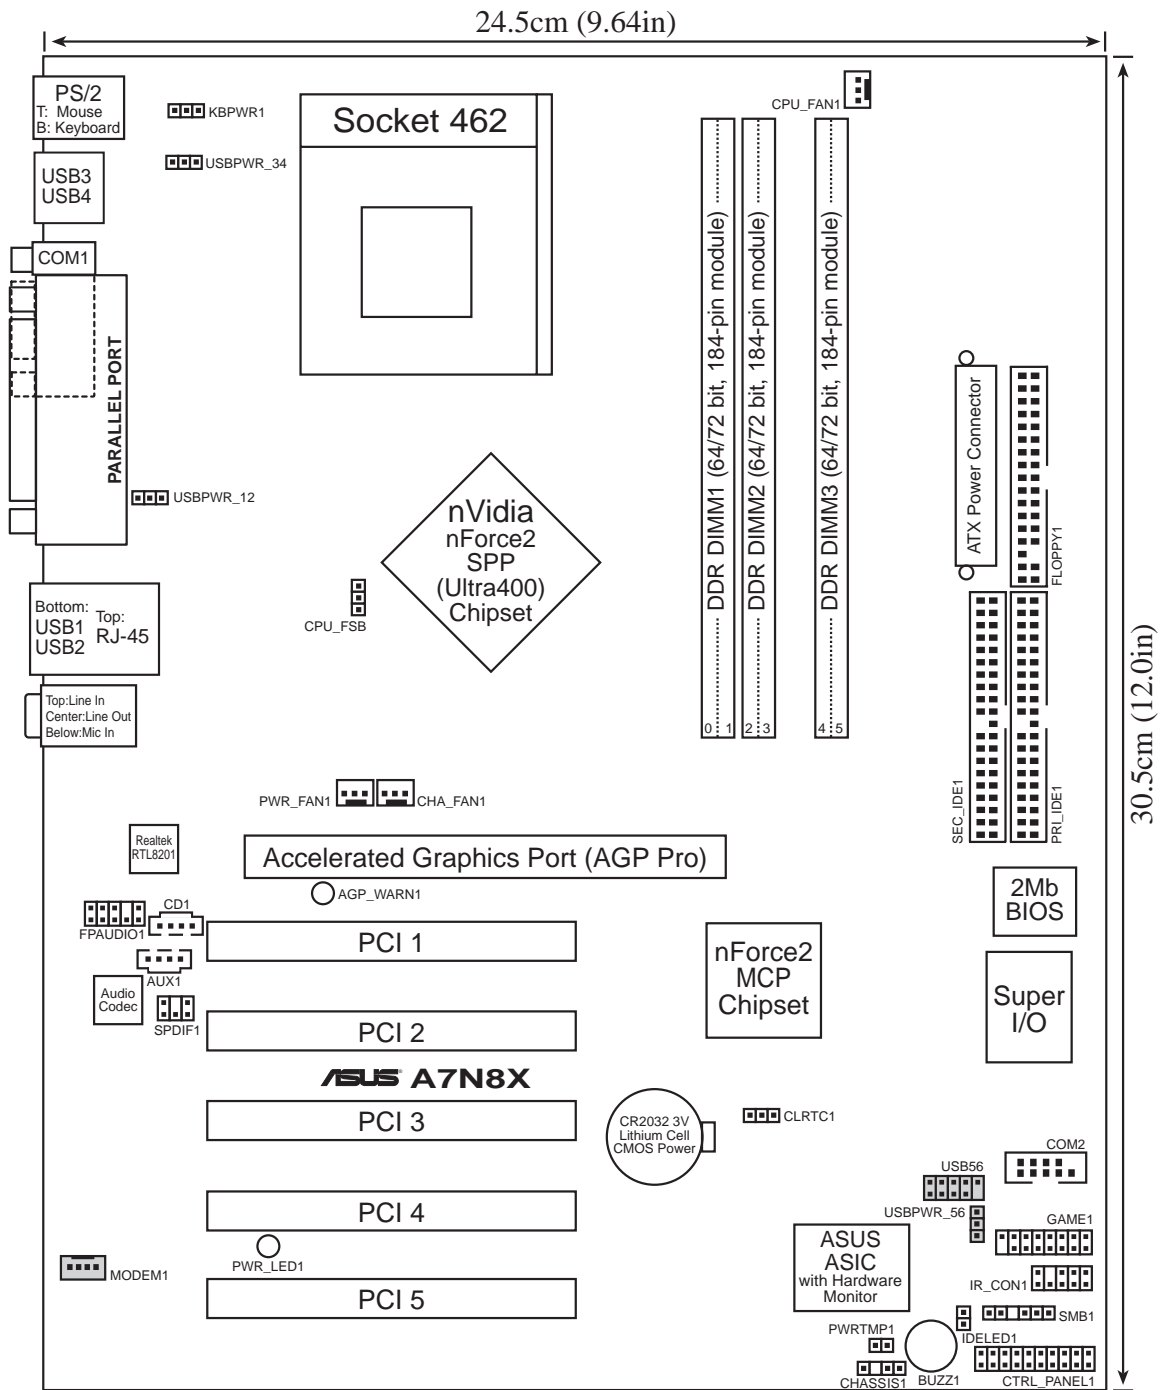 24.5cm (9.64in)
PS/2
T: Mouse
B: Keyboard
KBPWR1
Socket 462
CPU_FAN1
USB3
USB4
USBPWR_34
COM1
PARALLEL PORT
USBPWR_12
DDR DIMM1 (64/72 bit, 184-pin module)
DDR DIMM2 (64/72 bit, 184-pin module)
DDR DIMM3 (64/72 bit, 184-pin module)
0 1
2 3
4 5
ATX Power Connector
FLOPPY1
nVidia
nForce2
SPP
(Ultra400)
Chipset
CPU_FSB
Bottom:
USB1
USB2
Top:
RJ-45
Top:Line In
Center:Line Out
Below:Mic In
30.5cm (12.0in)
SEC_IDE1
PRI_IDE1
PWR_FAN1
CHA_FAN1
Realtek
RTL8201
Accelerated Graphics Port (AGP Pro)
AGP_WARN1
2Mb
BIOS
CD1
FPAUDIO1
PCI 1
nForce2
MCP
Chipset
AUX1
Audio
Codec
SPDIF1
Super
I/O
PCI 2
ASUS A7N8X
PCI 3
CR2032 3V
Lithium Cell
CMOS Power
CLRTC1
COM2
USB56
USBPWR_56
GAME1
PCI 4
PWR_LED1
MODEM1
ASUS
ASIC
with Hardware
Monitor
IR_CON1
PCI 5
SMB1
PWRTMP1
IDELED1
CHASSIS1
BUZZ1
CTRL_PANEL1